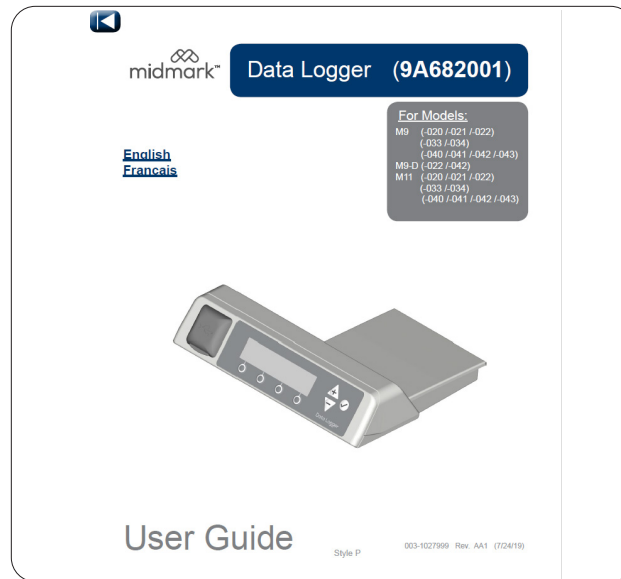 midmark™
Data Logger (9A682001)
For Models:
M9 (-020 /-021 /-022)
(-033 /-034)
(-040 /-041 /-042 /-043)
M9-D (-022 /-042)
M11 (-020 /-021 /-022)
(-033 /-034)
(-040 /-041 /-042 /-043)
English
Francais
Data Logger
User Guide
Style P
003-1027999 Rev. AA1 (7/24/19)